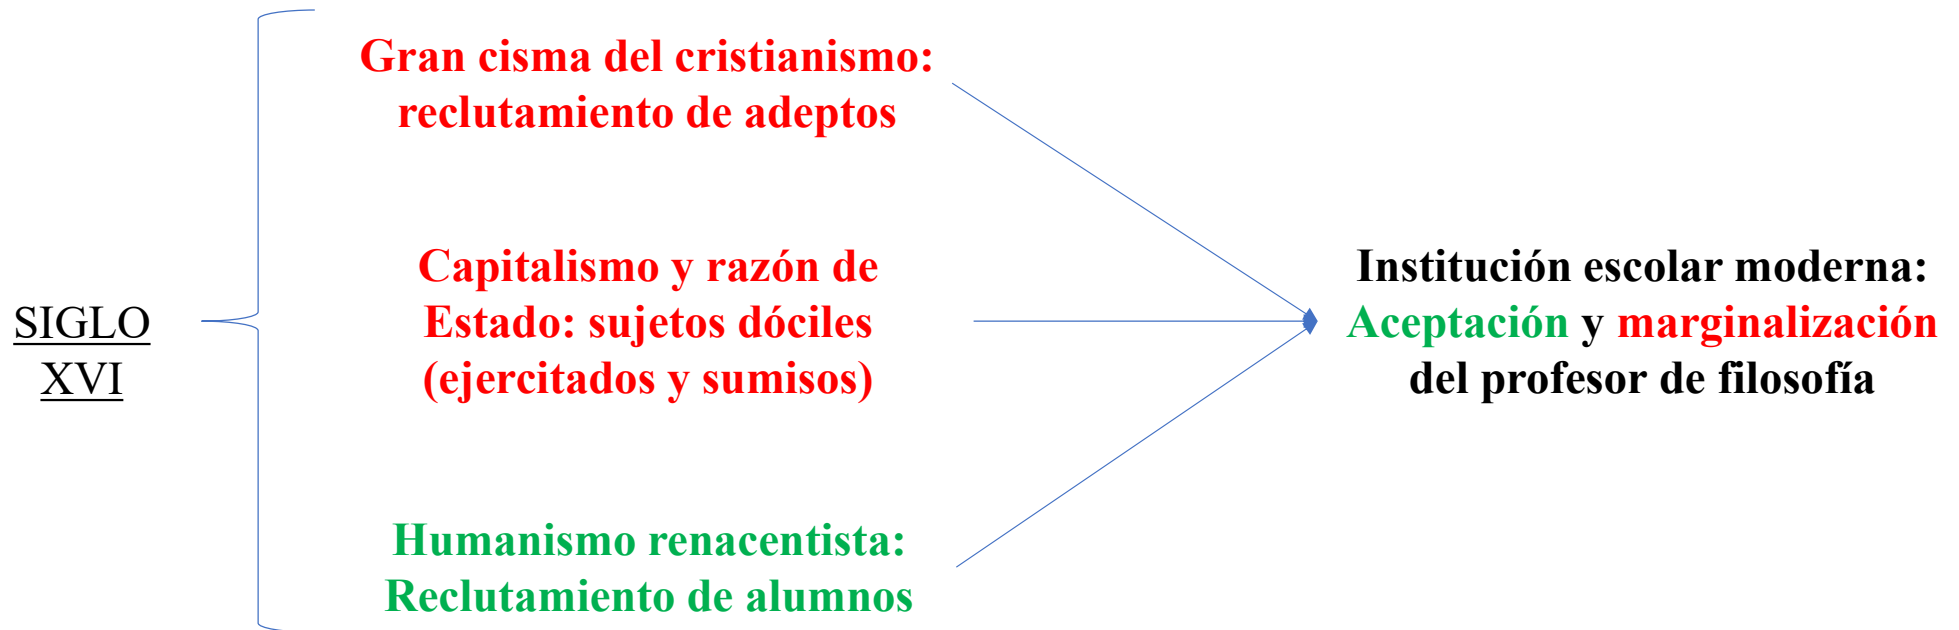 SIGLO
XVI
Gran cisma del cristianismo:
reclutamiento de adeptos
Capitalismo y razón de
Estado: sujetos dóciles
(ejercitados y sumisos)
Humanismo renacentista:
Reclutamiento de alumnos
Institución escolar moderna:
Aceptación y marginalización
del profesor de filosofía